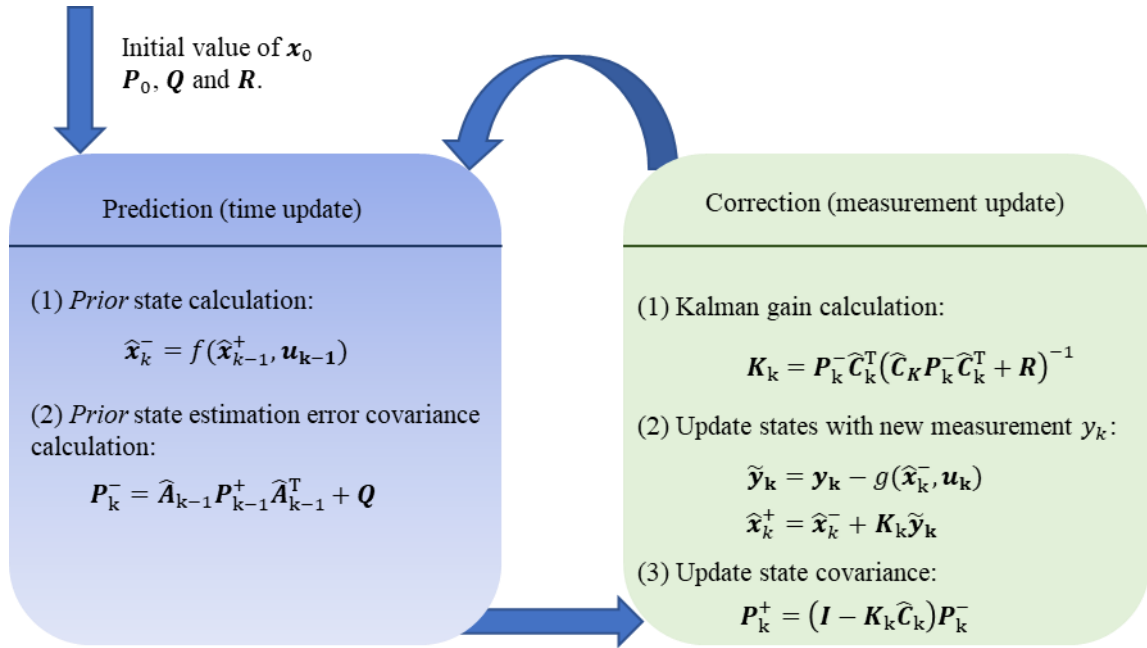 Initial value of 𝒙₀
𝑷₀, 𝑸 and 𝑹.
Prediction (time update)
(1) Prior state calculation:
x̂ₖ⁻ = f(x̂ₖ₋₁⁺, uₖ₋₁)
(2) Prior state estimation error covariance
calculation:
Pₖ⁻ = Âₖ₋₁Pₖ₋₁⁺Âₖ₋₁ᵀ + Q
Correction (measurement update)
(1) Kalman gain calculation:
Kₖ = Pₖ⁻Ĉₖᵀ(Ĉ_K Pₖ⁻Ĉₖᵀ + R)⁻¹
(2) Update states with new measurement yₖ:
ỹₖ = yₖ − g(x̂ₖ⁻, uₖ)
x̂ₖ⁺ = x̂ₖ⁻ + Kₖỹₖ
(3) Update state covariance:
Pₖ⁺ = (I − KₖĈₖ)Pₖ⁻